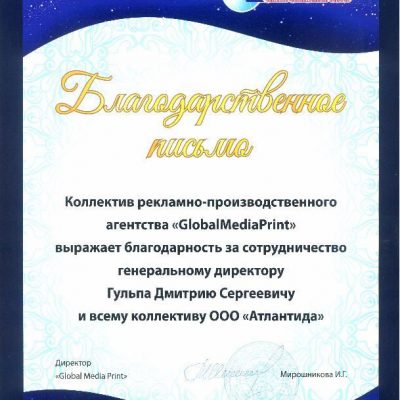 Благодарственное
письмо
Коллектив рекламно-производственного
агентства «GlobalMediaPrint»
выражает благодарность за сотрудничество
генеральному директору
Гульпа Дмитрию Сергеевичу
и всему коллективу ООО «Атлантида»
Директор
«Global Media Print»
Мирошникова И.Г.